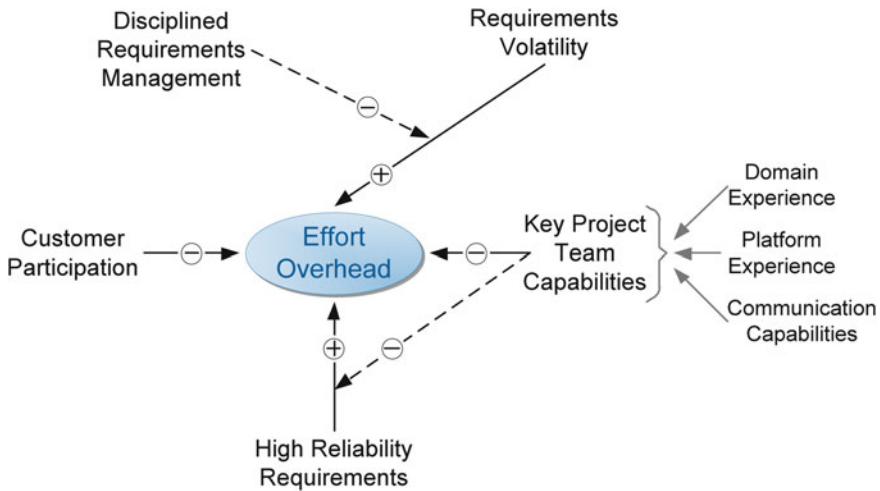 Disciplined
Requirements
Management
Requirements
Volatility
−
+
Customer
Participation
−
Effort
Overhead
−
Key Project
Team
Capabilities
Domain
Experience
Platform
Experience
Communication
Capabilities
+
−
High Reliability
Requirements